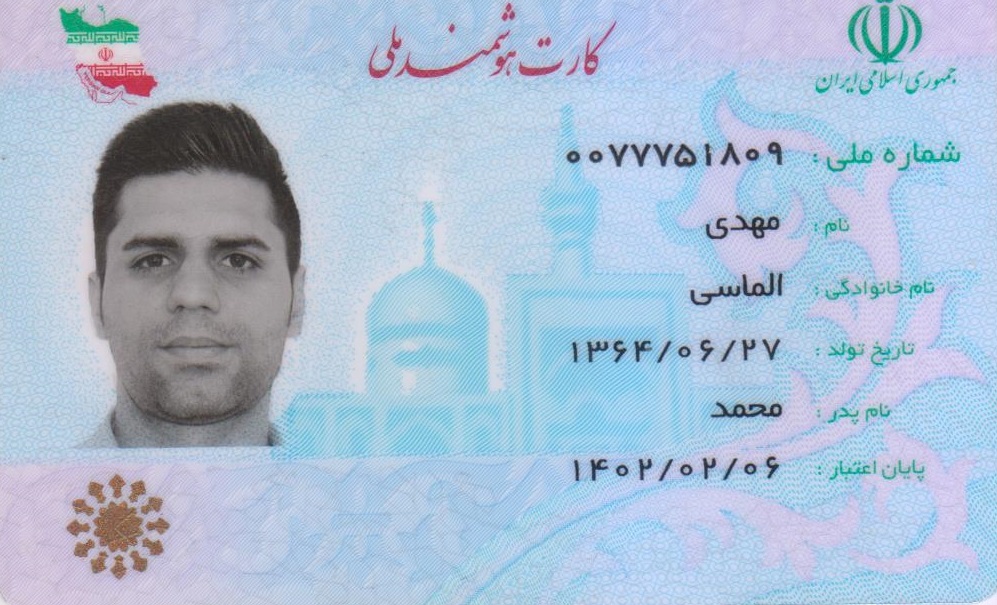 کارت هوشمند ملی
جمهوری اسلامی ایران
شماره ملی : ۰۰۷۷۷۵۱۸۰۹
نام : مهدی
نام خانوادگی : الماسی
تاریخ تولد : ۱۳۶۴/۰۶/۲۷
نام پدر : محمد
پایان اعتبار : ۱۴۰۲/۰۲/۰۶